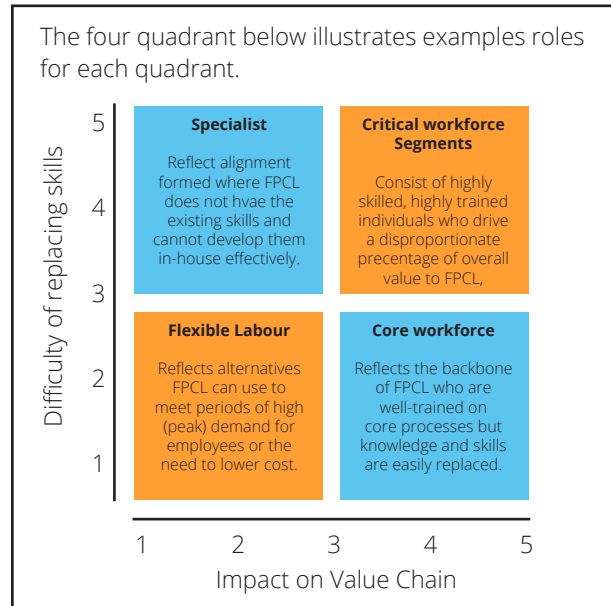 The four quadrant below illustrates examples roles
for each quadrant.
Difficulty of replacing skills
5
4
3
2
1
Specialist
Reflect alignment
formed where FPCL
does not hvae the
existing skills and
cannot develop them
in-house effectively.
Critical workforce
Segments
Consist of highly
skilled, highly trained
individuals who drive
a disproportionate
precentage of overall
value to FPCL,
Flexible Labour
Reflects alternatives
FPCL can use to
meet periods of high
(peak) demand for
employees or the
need to lower cost.
Core workforce
Reflects the backbone
of FPCL who are
well-trained on
core processes but
knowledge and skills
are easily replaced.
1 2 3 4 5
Impact on Value Chain